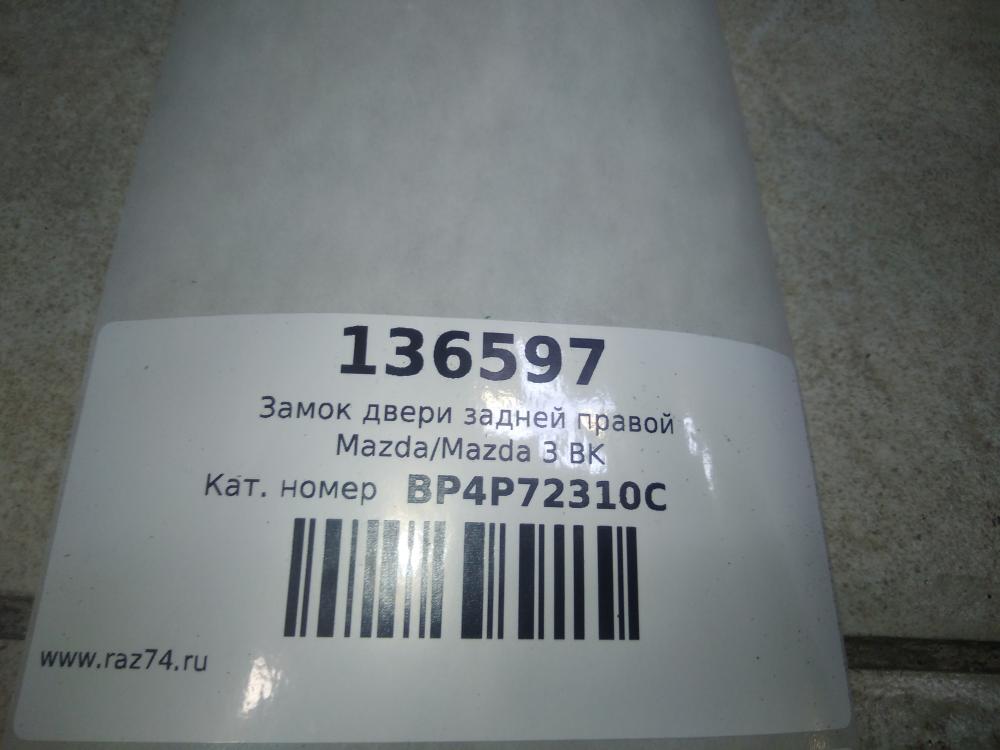 136597
Замок двери задней правой
Mazda/Mazda 3 BK
Кат. номер BP4P72310C
www.raz74.ru